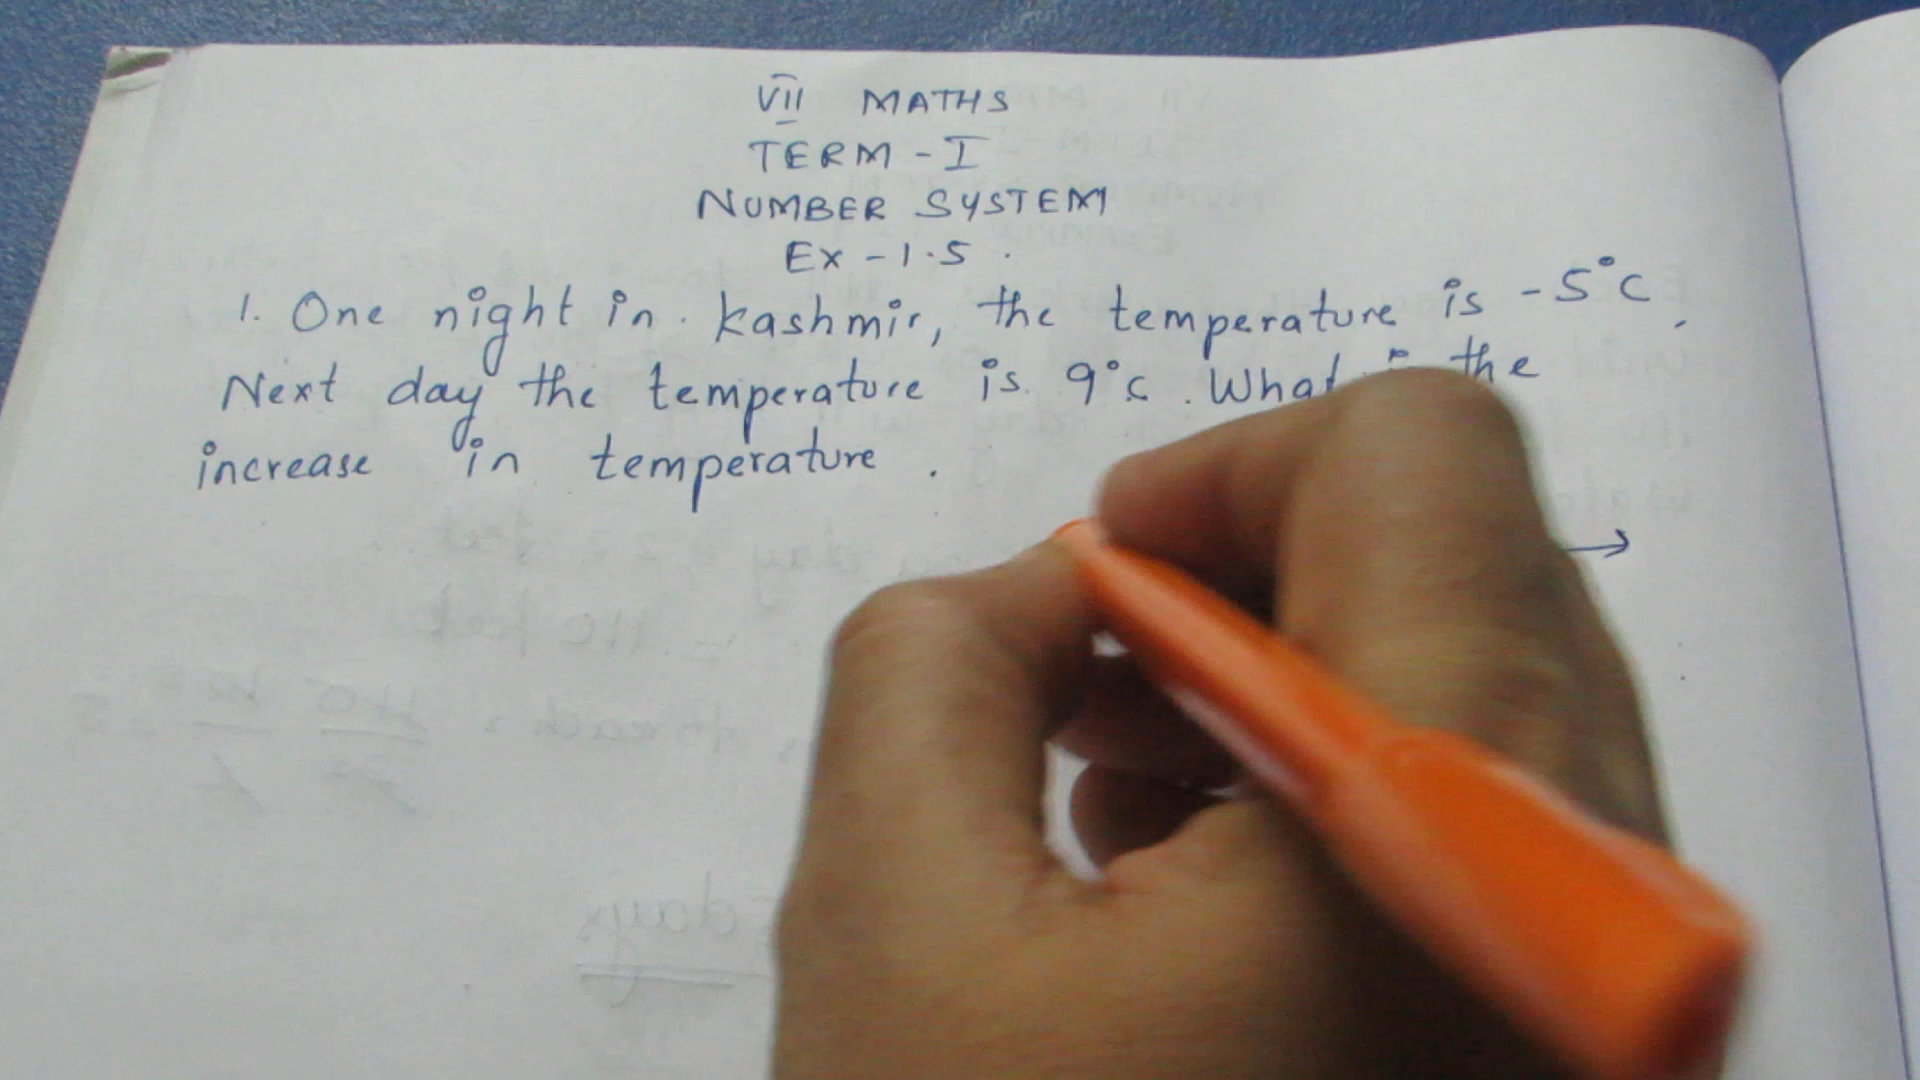 VII MATHS
TERM - I
NUMBER SYSTEM
Ex - 1.5.
1. One night in kashmir, the temperature is -5°c.
Next day the temperature is 9°c. What is the
increase in temperature.